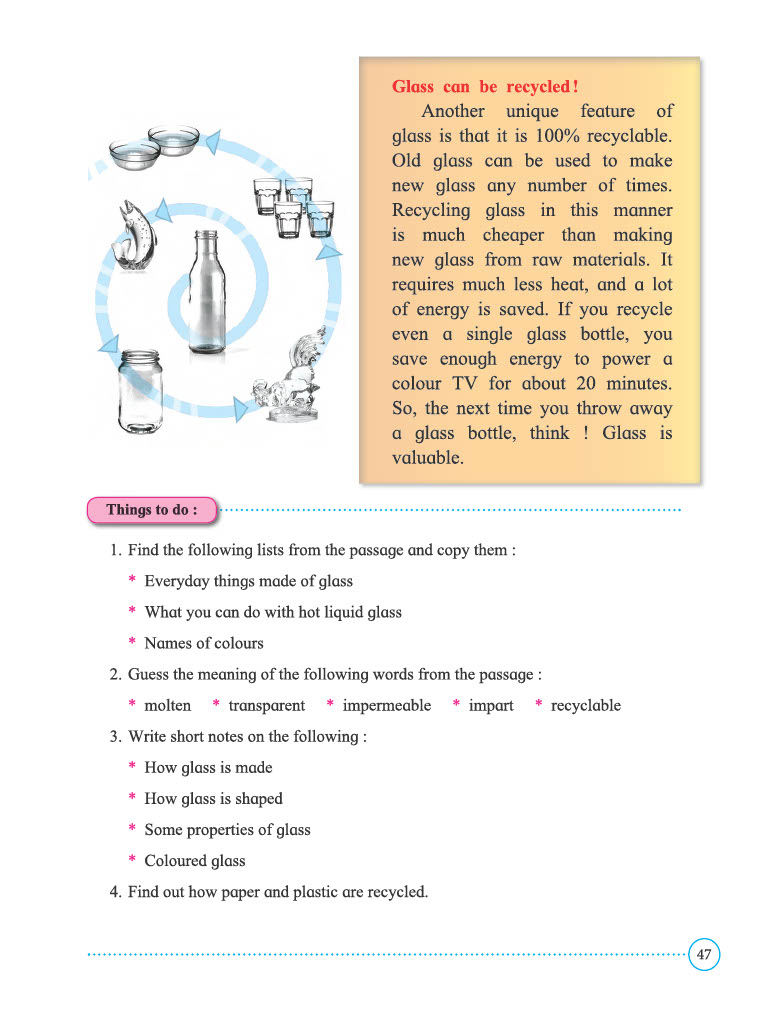 Glass can be recycled !
Another unique feature of
glass is that it is 100% recyclable.
Old glass can be used to make
new glass any number of times.
Recycling glass in this manner
is much cheaper than making
new glass from raw materials. It
requires much less heat, and a lot
of energy is saved. If you recycle
even a single glass bottle, you
save enough energy to power a
colour TV for about 20 minutes.
So, the next time you throw away
a glass bottle, think ! Glass is
valuable.
Things to do :
1. Find the following lists from the passage and copy them :
* Everyday things made of glass
* What you can do with hot liquid glass
* Names of colours
2. Guess the meaning of the following words from the passage :
* molten * transparent * impermeable * impart * recyclable
3. Write short notes on the following :
* How glass is made
* How glass is shaped
* Some properties of glass
* Coloured glass
4. Find out how paper and plastic are recycled.
47